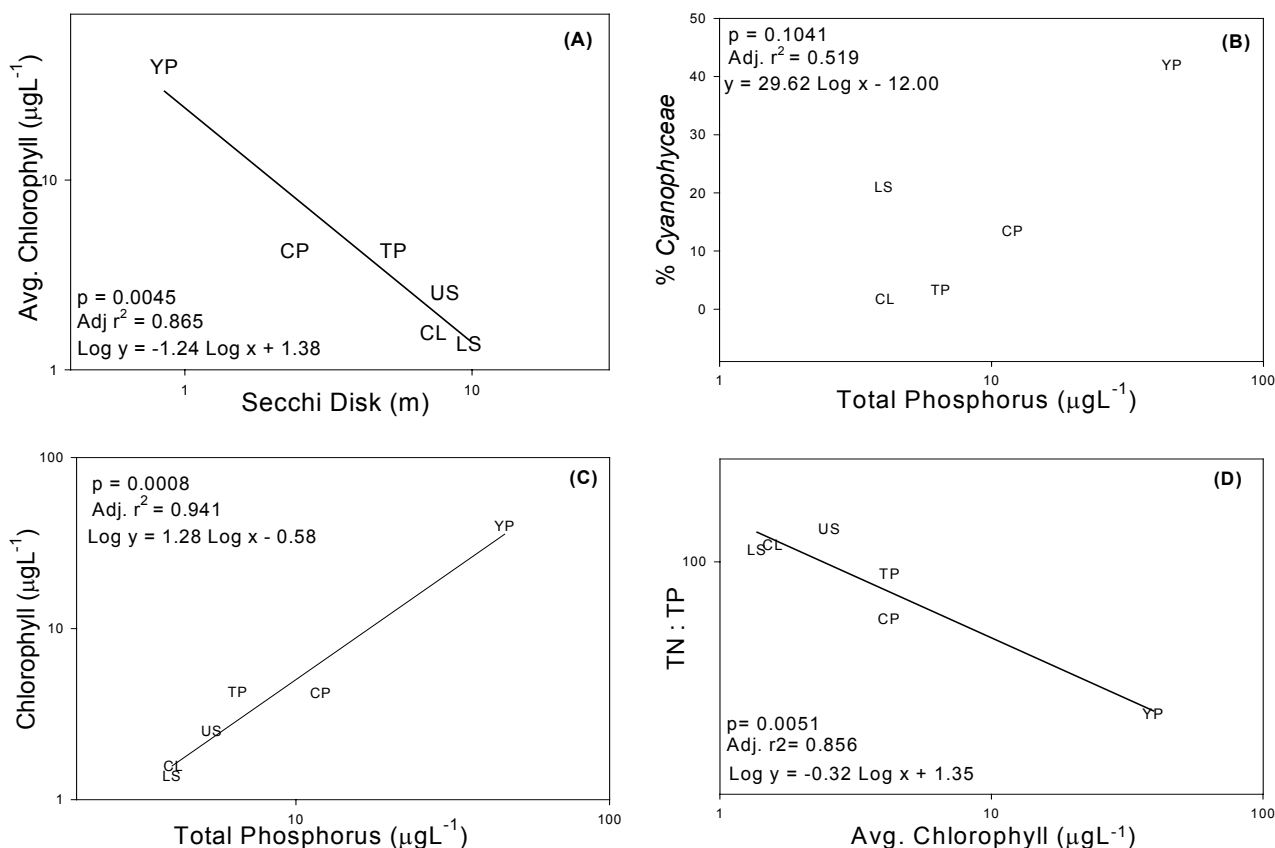 (A)
Avg. Chlorophyll (µgL⁻¹)
YP
10
CP
TP
US
CL
LS
p = 0.0045
Adj r² = 0.865
Log y = -1.24 Log x + 1.38
1
1
10
Secchi Disk (m)
(B)
% Cyanophyceae
50
40
30
20
10
0
p = 0.1041
Adj. r² = 0.519
y = 29.62 Log x - 12.00
YP
LS
CP
TP
CL
1
10
100
Total Phosphorus (µgL⁻¹)
(C)
Chlorophyll (µgL⁻¹)
100
10
1
p = 0.0008
Adj. r² = 0.941
Log y = 1.28 Log x - 0.58
YP
TP
CP
US
CL
LS
10
100
Total Phosphorus (µgL⁻¹)
(D)
TN : TP
100
US
LS
CL
TP
CP
YP
p= 0.0051
Adj. r2= 0.856
Log y = -0.32 Log x + 1.35
1
10
100
Avg. Chlorophyll (µgL⁻¹)